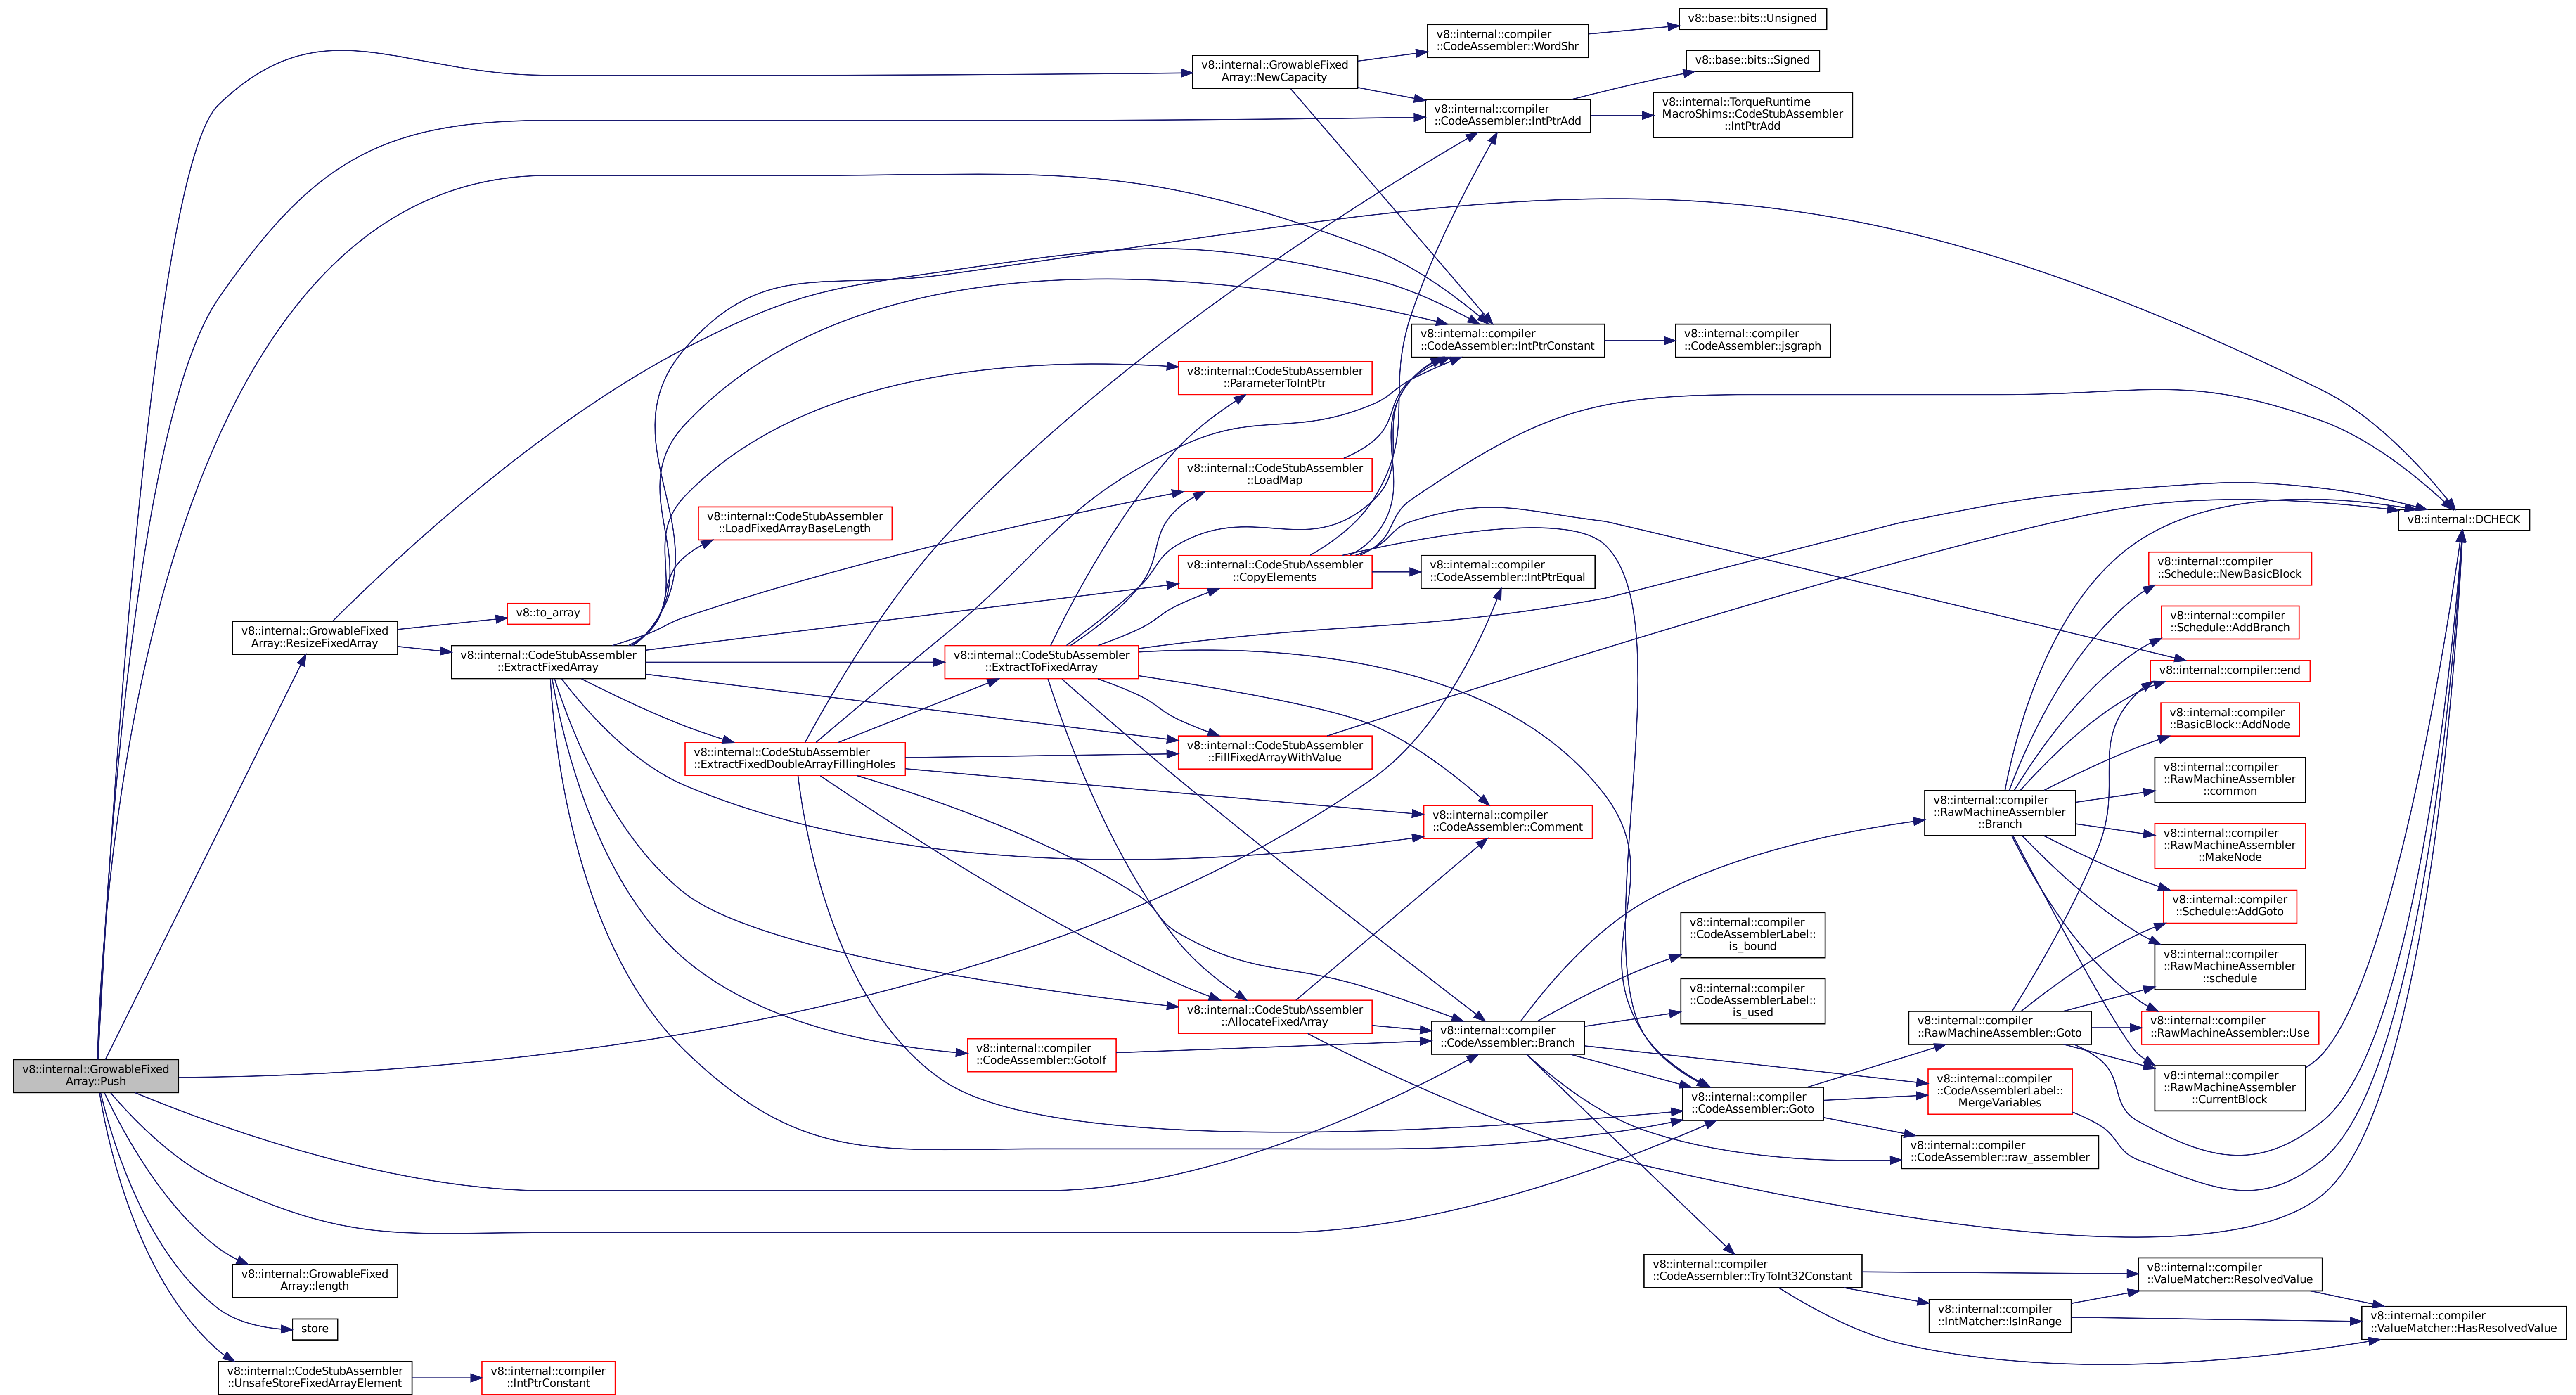 v8::internal::GrowableFixed
Array::Push
v8::internal::GrowableFixed
Array::NewCapacity
v8::internal::compiler
::CodeAssembler::WordShr
v8::base::bits::Unsigned
v8::internal::compiler
::CodeAssembler::IntPtrAdd
v8::base::bits::Signed
v8::internal::TorqueRuntime
MacroShims::CodeStubAssembler
::IntPtrAdd
v8::internal::compiler
::CodeAssembler::IntPtrConstant
v8::internal::compiler
::CodeAssembler::jsgraph
v8::internal::GrowableFixed
Array::ResizeFixedArray
v8::to_array
v8::internal::CodeStubAssembler
::ExtractFixedArray
v8::internal::CodeStubAssembler
::LoadFixedArrayBaseLength
v8::internal::CodeStubAssembler
::ExtractFixedDoubleArrayFillingHoles
v8::internal::CodeStubAssembler
::ExtractToFixedArray
v8::internal::compiler
::CodeAssembler::GotoIf
v8::internal::CodeStubAssembler
::ParameterToIntPtr
v8::internal::CodeStubAssembler
::LoadMap
v8::internal::CodeStubAssembler
::CopyElements
v8::internal::CodeStubAssembler
::FillFixedArrayWithValue
v8::internal::CodeStubAssembler
::AllocateFixedArray
v8::internal::compiler
::CodeAssembler::IntPtrEqual
v8::internal::compiler
::CodeAssembler::Comment
v8::internal::compiler
::CodeAssembler::Branch
v8::internal::compiler
::CodeAssemblerLabel::
is_bound
v8::internal::compiler
::CodeAssemblerLabel::
is_used
v8::internal::compiler
::CodeAssembler::Goto
v8::internal::compiler
::CodeAssembler::TryToInt32Constant
v8::internal::compiler
::RawMachineAssembler
::Branch
v8::internal::compiler
::RawMachineAssembler::Goto
v8::internal::compiler
::CodeAssemblerLabel::
MergeVariables
v8::internal::compiler
::CodeAssembler::raw_assembler
v8::internal::compiler
::IntMatcher::IsInRange
v8::internal::DCHECK
v8::internal::compiler
::Schedule::NewBasicBlock
v8::internal::compiler
::Schedule::AddBranch
v8::internal::compiler::end
v8::internal::compiler
::BasicBlock::AddNode
v8::internal::compiler
::RawMachineAssembler
::common
v8::internal::compiler
::RawMachineAssembler
::MakeNode
v8::internal::compiler
::Schedule::AddGoto
v8::internal::compiler
::RawMachineAssembler
::schedule
v8::internal::compiler
::RawMachineAssembler::Use
v8::internal::compiler
::RawMachineAssembler
::CurrentBlock
v8::internal::compiler
::ValueMatcher::ResolvedValue
v8::internal::compiler
::ValueMatcher::HasResolvedValue
v8::internal::GrowableFixed
Array::length
store
v8::internal::CodeStubAssembler
::UnsafeStoreFixedArrayElement
v8::internal::compiler
::IntPtrConstant